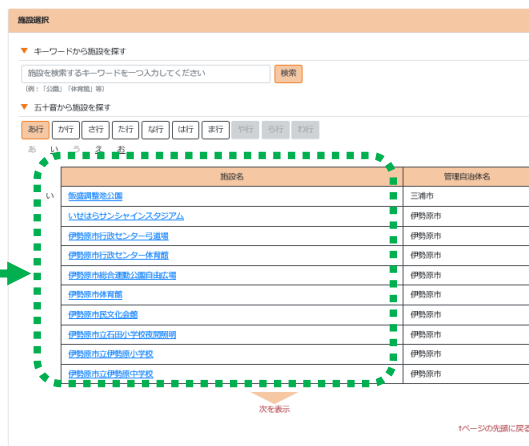 施設選択
▼ キーワードから施設を探す
施設を検索するキーワードを一つ入力してください 検索
(例：「公園」「体育館」等)
▼ 五十音から施設を探す
あ行 か行 さ行 た行 な行 は行 ま行 や行 ら行 わ行
あ い う え お
施設名 管理自治体名
い 飯盛調整池公園 三浦市
いせはらサンシャインスタジアム 伊勢原市
伊勢原市行政センター弓道場 伊勢原市
伊勢原市行政センター体育館 伊勢原市
伊勢原市総合運動公園自由広場 伊勢原市
伊勢原市体育館 伊勢原市
伊勢原市民文化会館 伊勢原市
伊勢原市立石田小学校夜間照明 伊勢原市
伊勢原市立伊勢原小学校 伊勢原市
伊勢原市立伊勢原中学校 伊勢原市
次を表示
↑ページの先頭に戻る